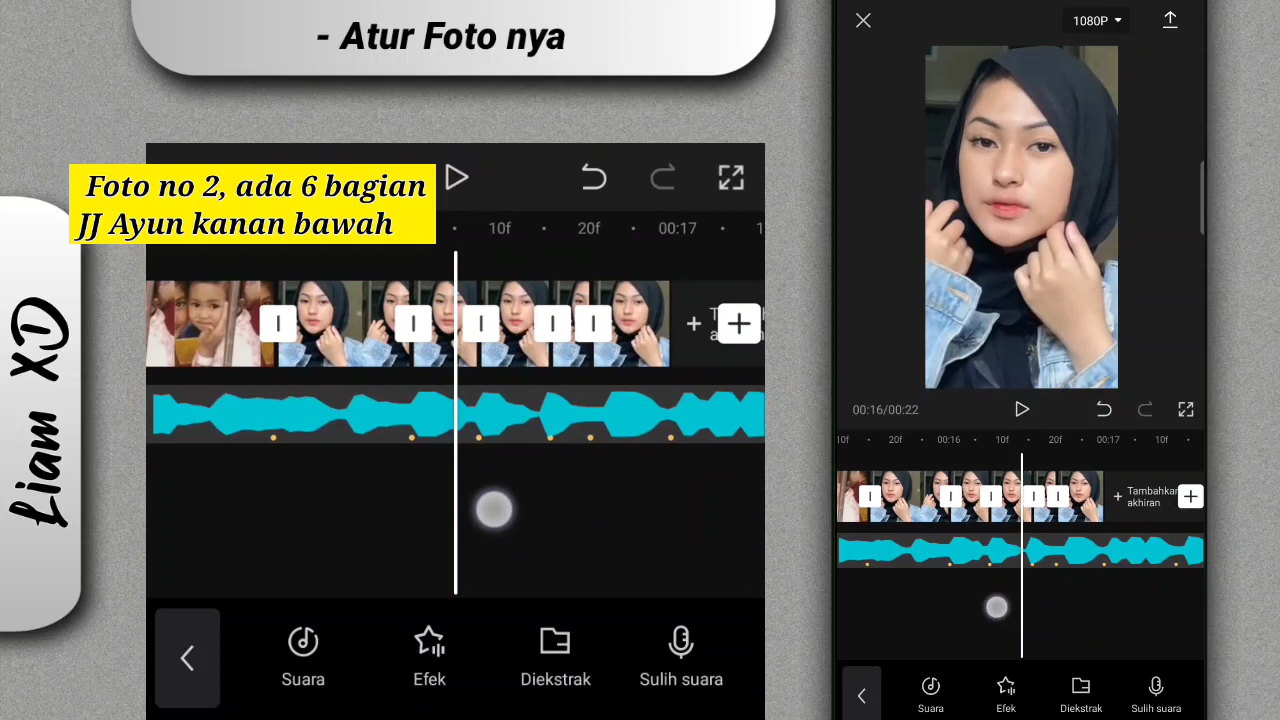 - Atur Foto nya
Foto no 2, ada 6 bagian
JJ Ayun kanan bawah
Liam XD
10f
20f
00:17
1
+
Suara
Efek
Diekstrak
Sulih suara
1080P
00:16/00:22
10f
20f
00:16
10f
20f
00:17
10f
+ Tambahkan
akhiran
Suara
Efek
Diekstrak
Sulih suara